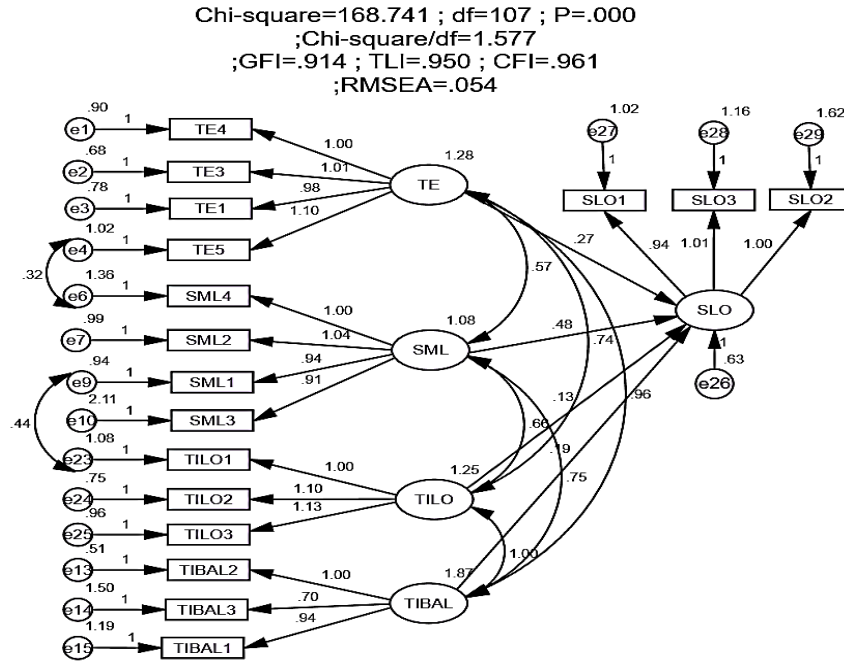 Chi-square=168.741 ; df=107 ; P=.000
;Chi-square/df=1.577
;GFI=.914 ; TLI=.950 ; CFI=.961
;RMSEA=.054
.90
e1 1 TE4
.68
e2 1 TE3
.78
e3 1 TE1
1.02
e4 1 TE5
.32
1.36
e6 1 SML4
.99
e7 1 SML2
.94
e9 1 SML1
2.11
e10 1 SML3
.44
1.08
e23 1 TILO1
.75
e24 1 TILO2
.96
e25 1 TILO3
.51
e13 1 TIBAL2
1.50
e14 1 TIBAL3
1.19
e15 1 TIBAL1
1.00
1.01
.98
1.10
1.28
TE
1.00
1.04
.94
.91
1.08
SML
1.00
1.10
1.13
1.25
TILO
1.00
.70
.94
1.87
TIBAL
.57
.27
.48
.74
.13
.96
.66
.19
.75
1.00
1.02
e27
1
SLO1
1.16
e28
1
SLO3
1.62
e29
1
SLO2
.94
1.01
1.00
SLO
1
.63
e26